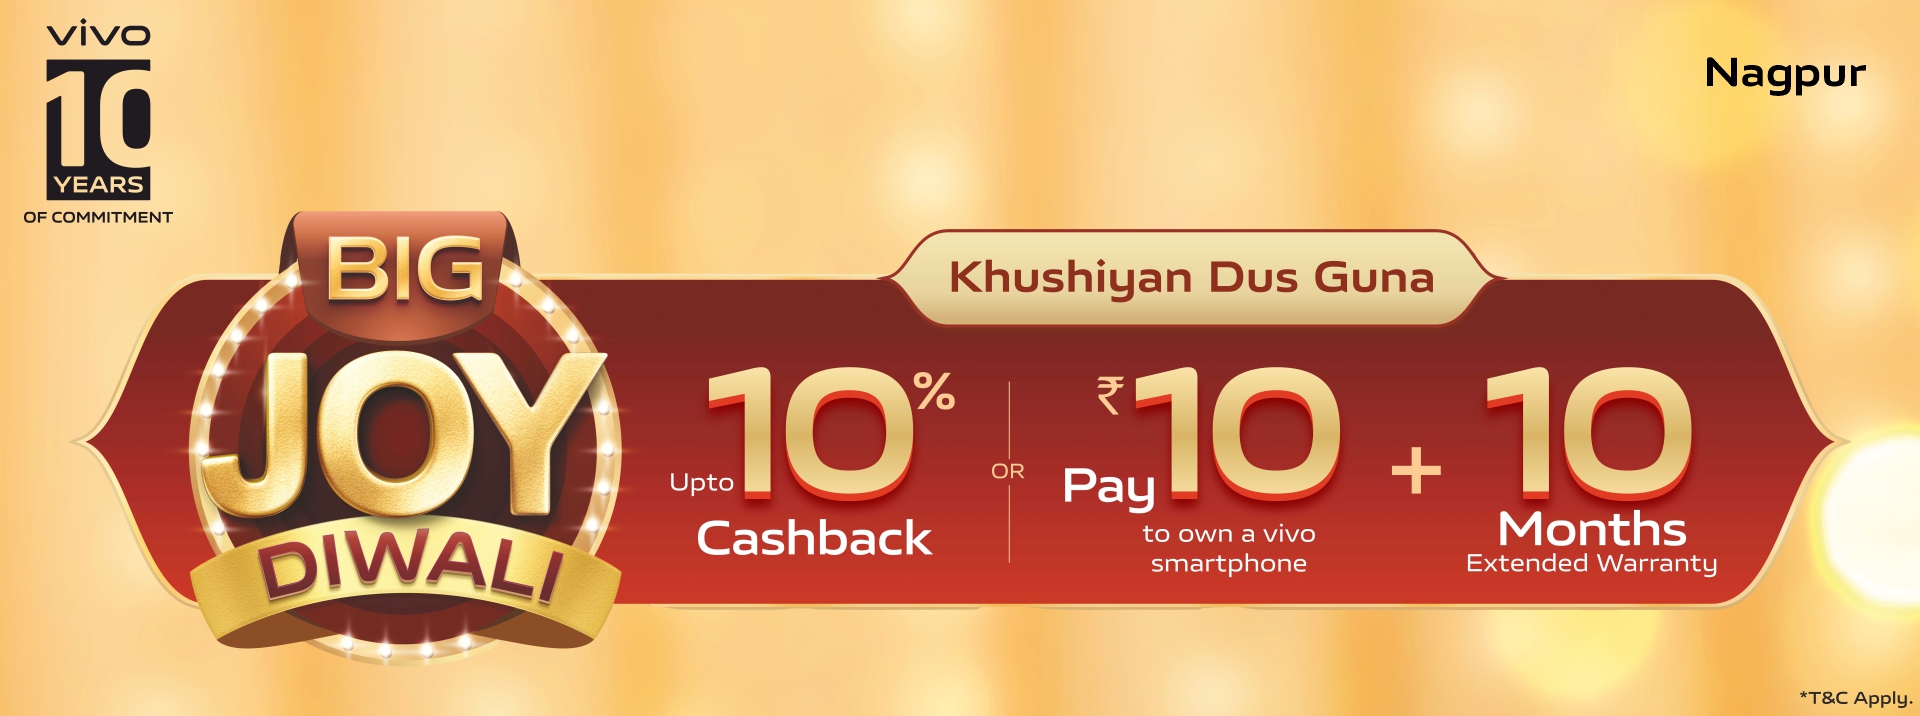 vivo
10
YEARS
OF COMMITMENT
Nagpur
BIG
JOY
DIWALI
Khushiyan Dus Guna
Upto 10%
Cashback
OR
Pay ₹10
to own a vivo
smartphone
+
10
Months
Extended Warranty
*T&C Apply.